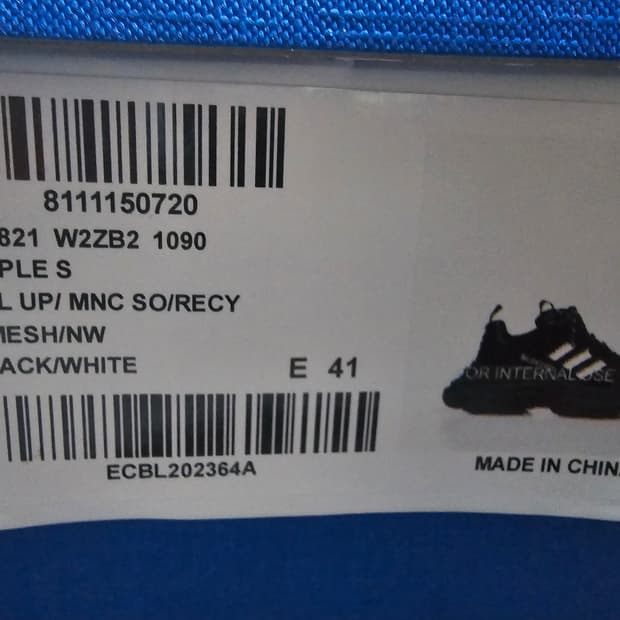 8111150720
821 W2ZB2 1090
PLE S
L UP/ MNC SO/RECY
MESH/NW
ACK/WHITE
E 41
OR INTERNAL USE
ECBL202364A
MADE IN CHINA